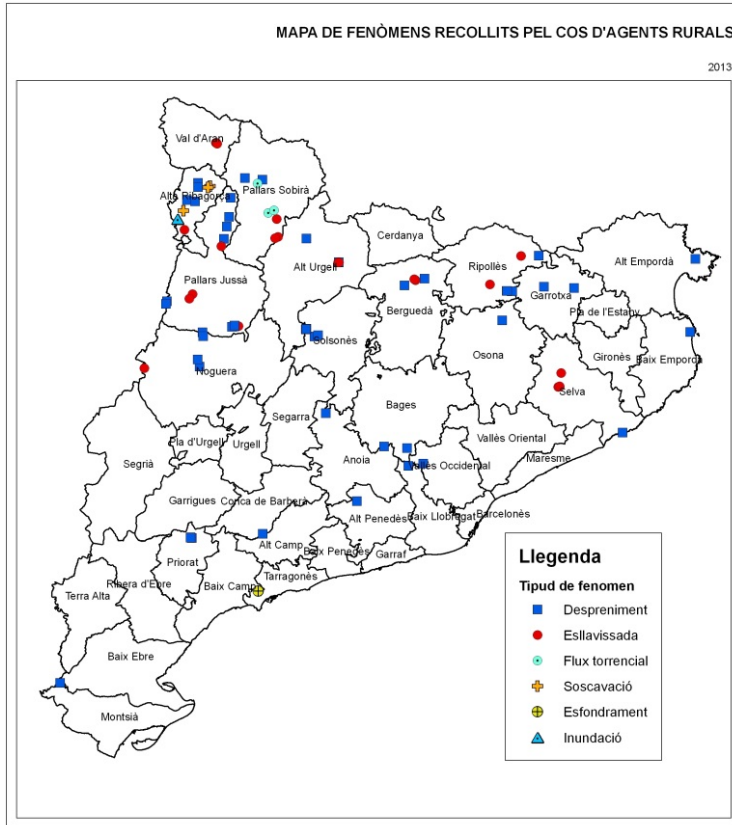 MAPA DE FENÒMENS RECOLLITS PEL COS D'AGENTS RURALS
2013
Val d'Aran
Alta Ribagorça
Pallars Sobirà
Cerdanya
Alt Urgell
Ripollès
Alt Empordà
Pallars Jussà
Berguedà
Garrotxa
Pla de l'Estany
Solsonès
Osona
Gironès
Baix Empordà
Noguera
Selva
Bages
Segarra
Vallès Oriental
Pla d'Urgell
Urgell
Anoia
Vallès Occidental
Maresme
Segrià
Garrigues
Conca de Barberà
Alt Penedès
Baix Llobregat
Barcelonès
Alt Camp
Baix Penedès
Garraf
Priorat
Tarragonès
Ribera d'Ebre
Baix Camp
Terra Alta
Baix Ebre
Montsià
Llegenda
Tipud de fenomen
Despreniment
Esllavissada
Flux torrencial
Soscavació
Esfondrament
Inundació